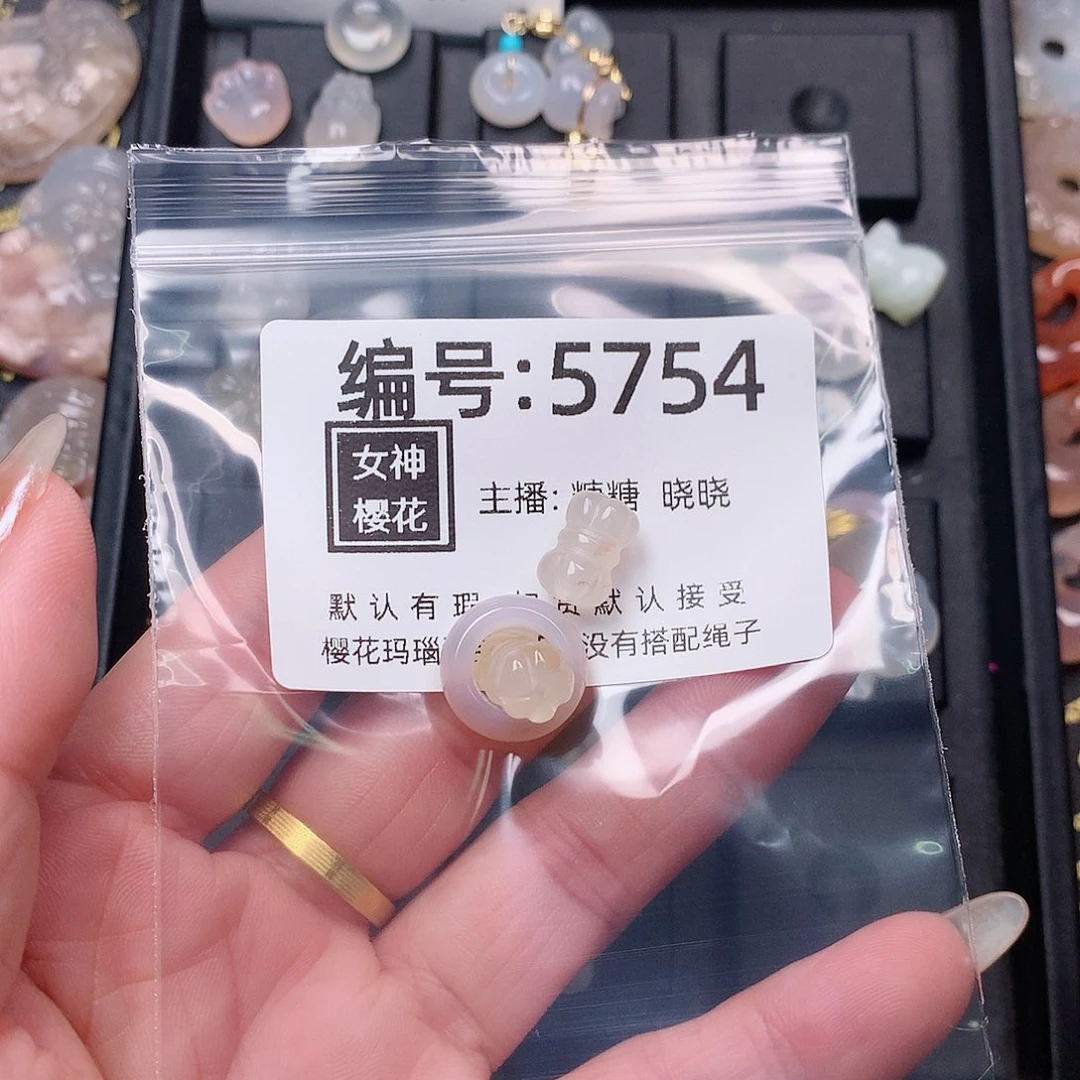 编号:5754
女神
樱花
主播: 糖糖 晓晓
默认有瑕 默认接受
樱花玛瑙 没有搭配绳子